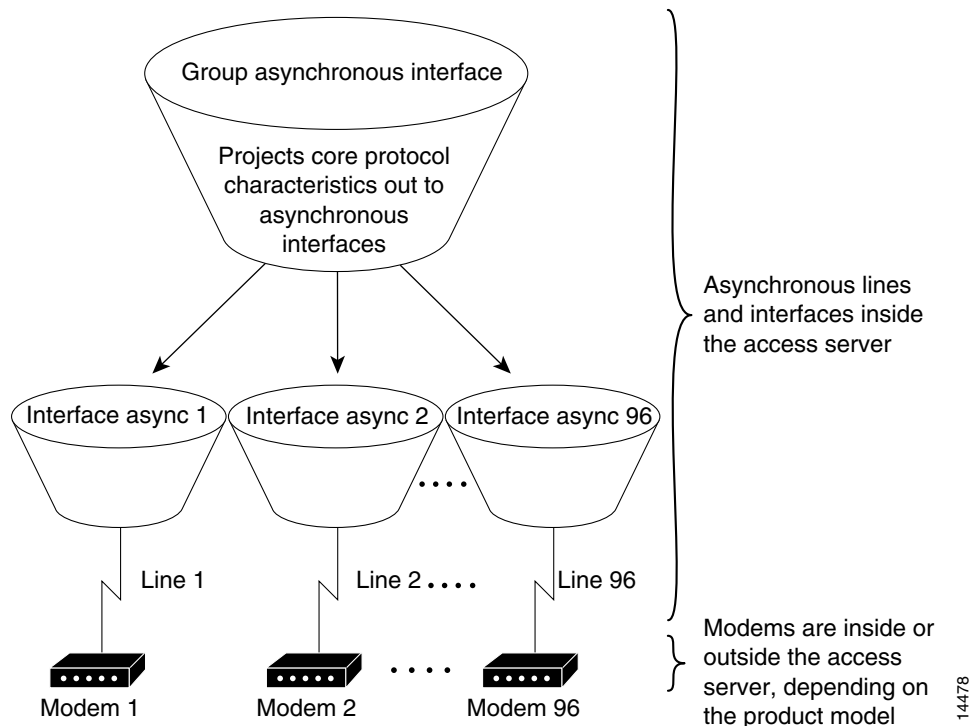 Group asynchronous interface
Projects core protocol
characteristics out to
asynchronous
interfaces
Asynchronous lines
and interfaces inside
the access server
Interface async 1
Interface async 2
Interface async 96
....
Line 1
Line 2 ....
Line 96
Modems are inside or
outside the access
server, depending on
the product model
....
Modem 1
Modem 2
Modem 96
14478